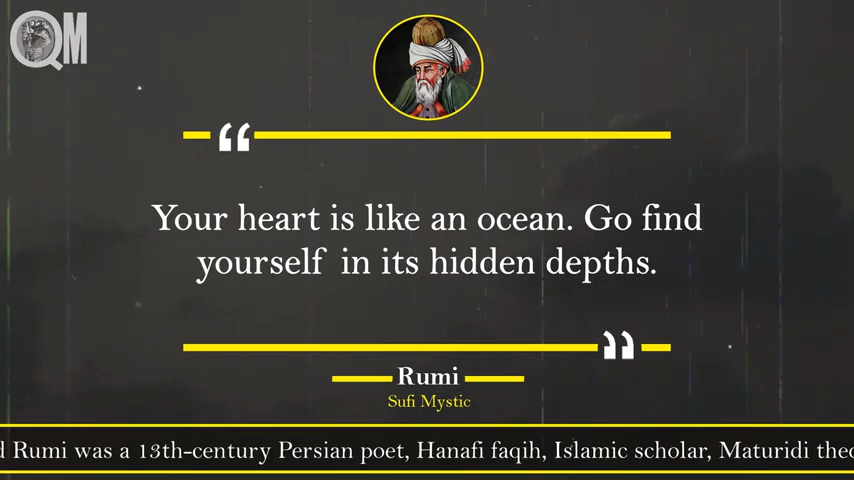 QM
“
Your heart is like an ocean. Go find
yourself in its hidden depths.
”
Rumi
Sufi Mystic
Rumi was a 13th-century Persian poet, Hanafi faqih, Islamic scholar, Maturidi